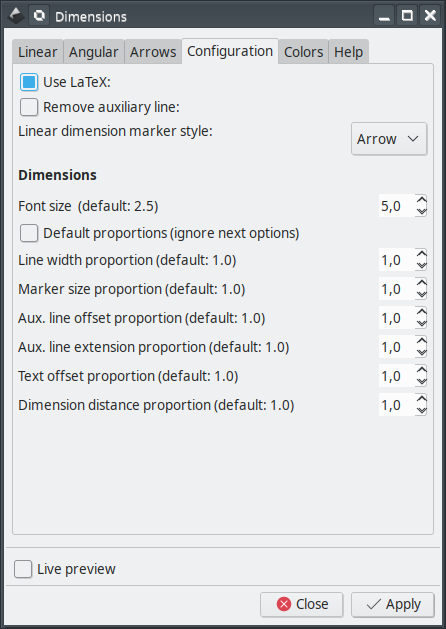 Dimensions
Linear Angular Arrows Configuration Colors Help
Use LaTeX:
Remove auxiliary line:
Linear dimension marker style:
Arrow
Dimensions
Font size (default: 2.5) 5,0
Default proportions (ignore next options)
Line width proportion (default: 1.0) 1,0
Marker size proportion (default: 1.0) 1,0
Aux. line offset proportion (default: 1.0) 1,0
Aux. line extension proportion (default: 1.0) 1,0
Text offset proportion (default: 1.0) 1,0
Dimension distance proportion (default: 1.0) 1,0
Live preview
Close Apply